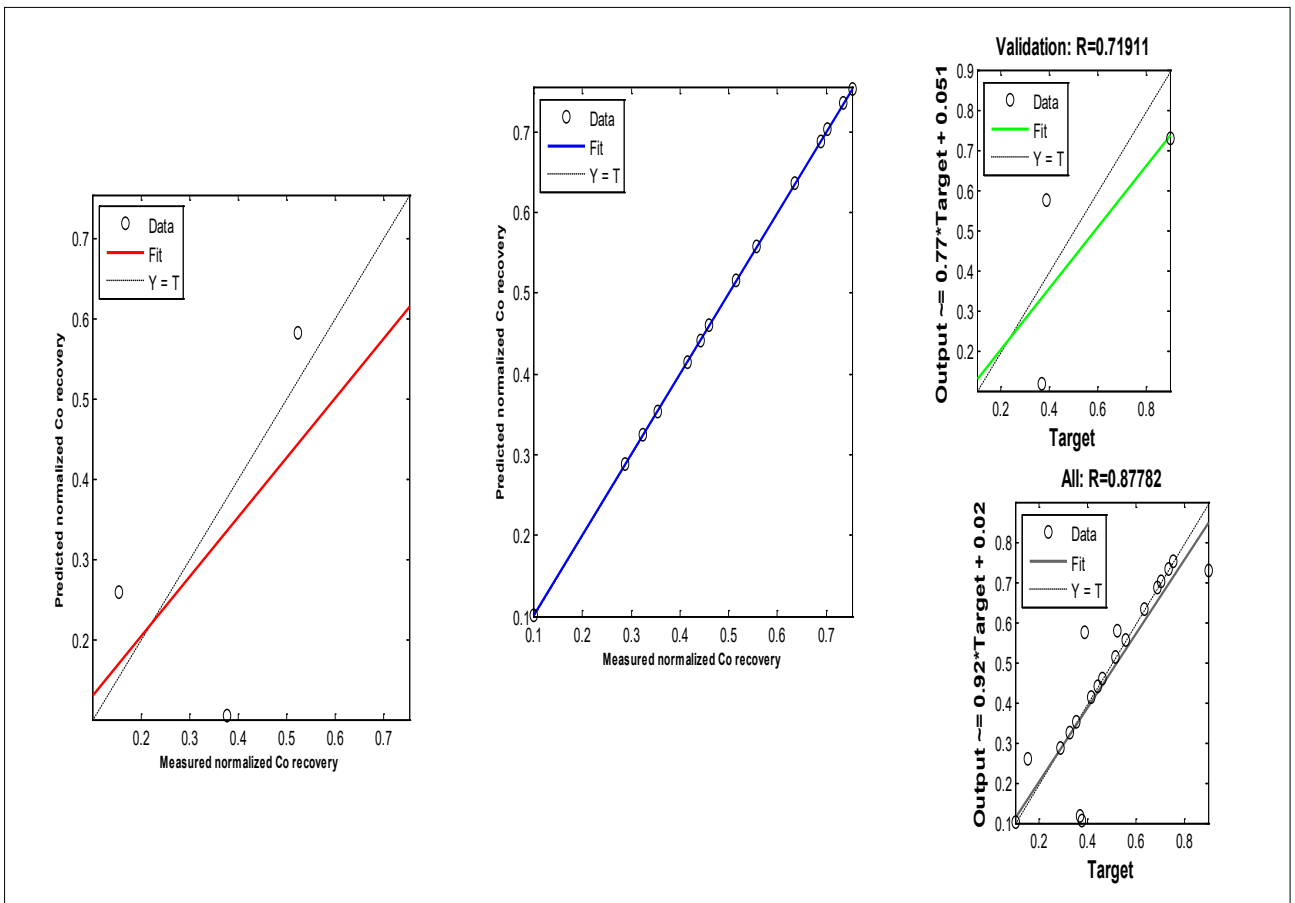 Predicted normalized Co recovery
0.7
0.6
0.5
0.4
0.3
0.2
Data
Fit
Y = T
0.2 0.3 0.4 0.5 0.6 0.7
Measured normalized Co recovery
Predicted normalized Co recovery
0.7
0.6
0.5
0.4
0.3
0.2
0.1
Data
Fit
Y = T
0.1 0.2 0.3 0.4 0.5 0.6 0.7
Measured normalized Co recovery
Validation: R=0.71911
Output ~= 0.77*Target + 0.051
0.9
0.8
0.7
0.6
0.5
0.4
0.3
0.2
Data
Fit
Y = T
0.2 0.4 0.6 0.8
Target
All: R=0.87782
Output ~= 0.92*Target + 0.02
0.8
0.7
0.6
0.5
0.4
0.3
0.2
0.1
Data
Fit
Y = T
0.2 0.4 0.6 0.8
Target